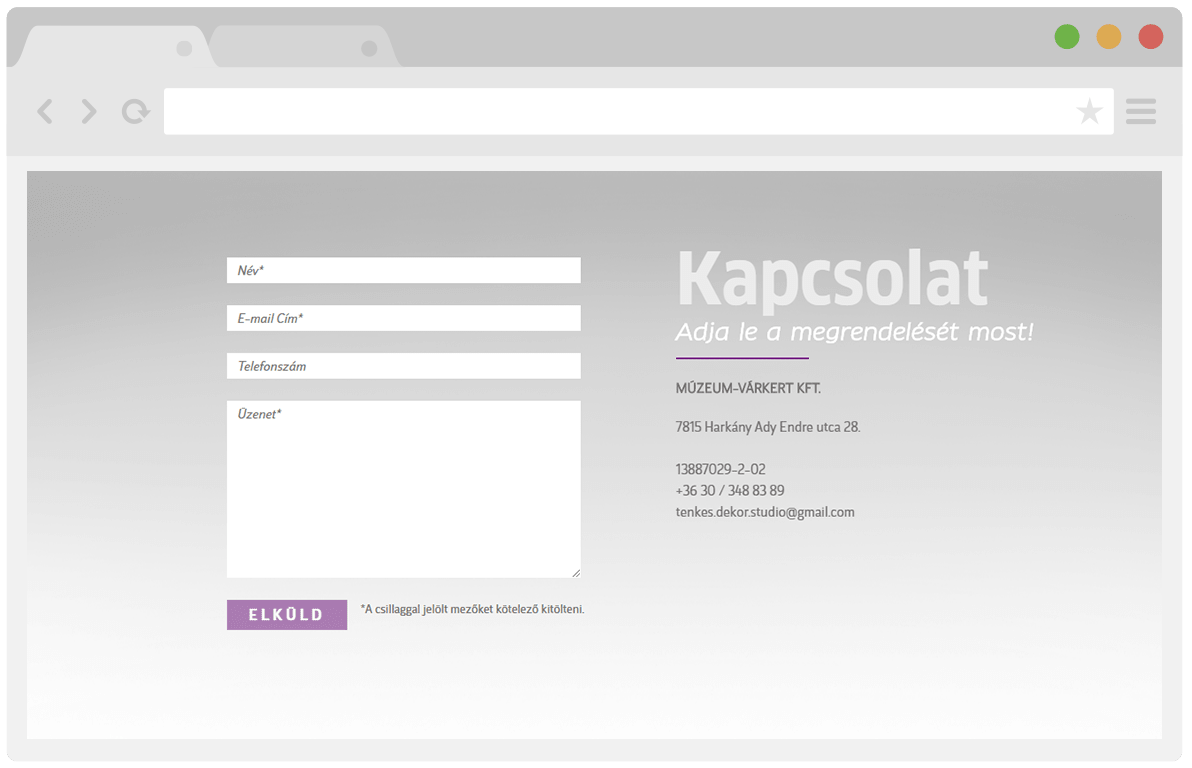 Név*
E-mail Cím*
Telefonszám
Üzenet*
ELKÜLD
*A csillaggal jelölt mezőket kötelező kitölteni.
Kapcsolat
Adja le a megrendelését most!
MÚZEUM-VÁRKERT KFT.
7815 Harkány Ady Endre utca 28.
13887029-2-02
+36 30 / 348 83 89
tenkes.dekor.studio@gmail.com